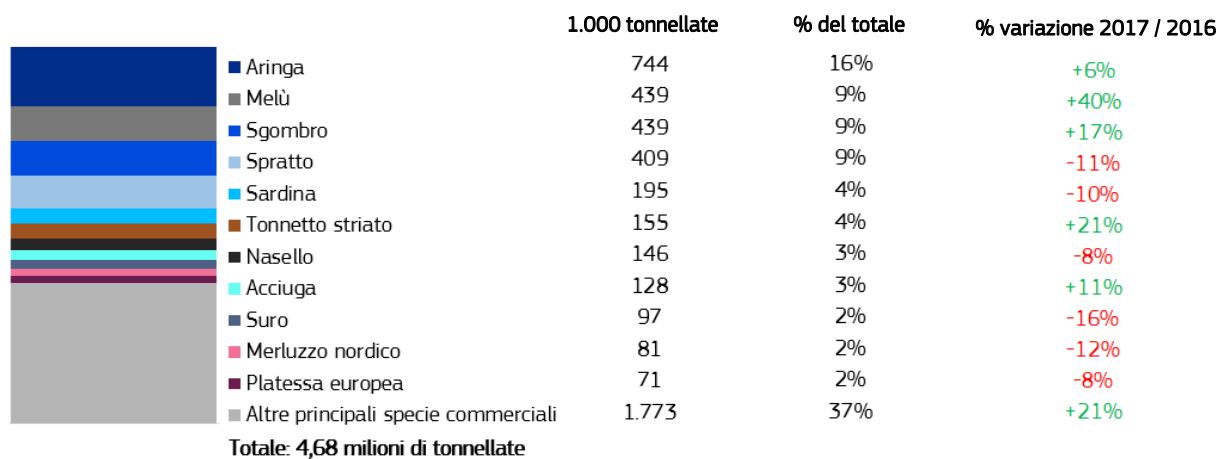 1.000 tonnellate % del totale % variazione 2017 / 2016
Aringa 744 16% +6%
Melù 439 9% +40%
Sgombro 439 9% +17%
Spratto 409 9% -11%
Sardina 195 4% -10%
Tonnetto striato 155 4% +21%
Nasello 146 3% -8%
Acciuga 128 3% +11%
Suro 97 2% -16%
Merluzzo nordico 81 2% -12%
Platessa europea 71 2% -8%
Altre principali specie commerciali 1.773 37% +21%
Totale: 4,68 milioni di tonnellate